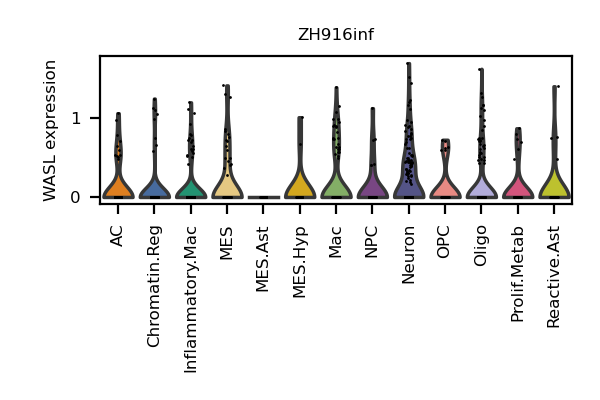 ZH916inf
WASL expression
1
0
AC
Chromatin.Reg
Inflammatory.Mac
MES
MES.Ast
MES.Hyp
Mac
NPC
Neuron
OPC
Oligo
Prolif.Metab
Reactive.Ast